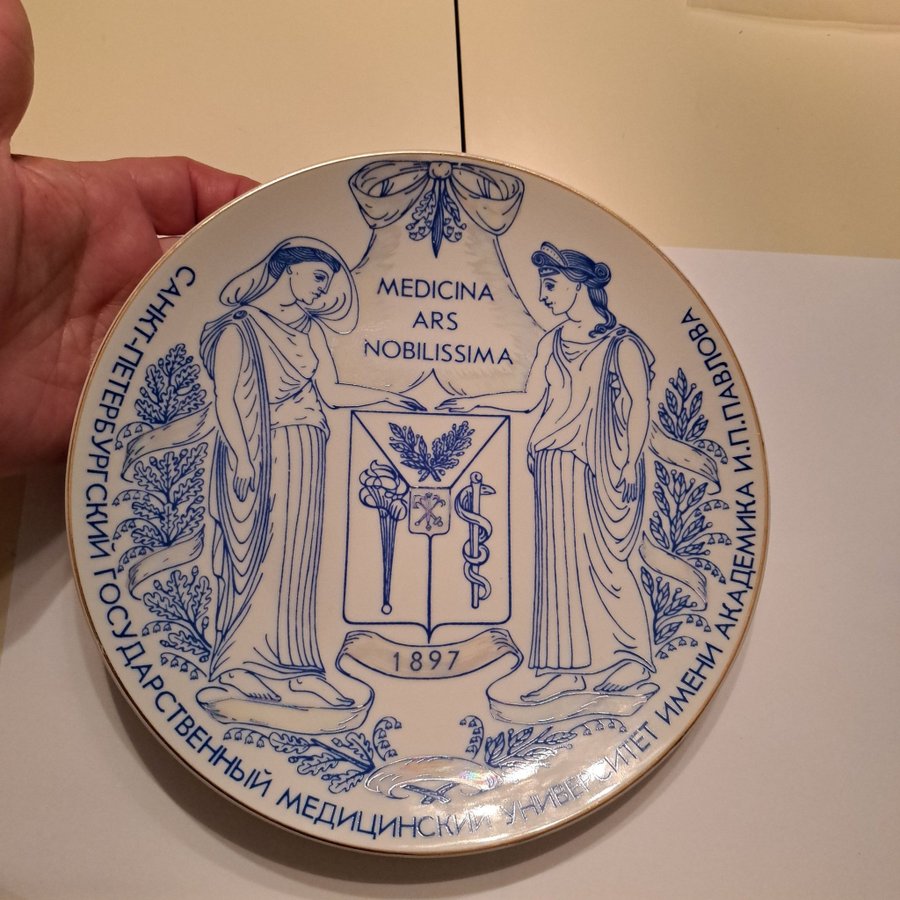 MEDICINA
ARS
NOBILISSIMA
1897
САНКТ-ПЕТЕРБУРГСКИЙ ГОСУДАРСТВЕННЫЙ МЕДИЦИНСКИЙ УНИВЕРСИТЕТ ИМЕНИ АКАДЕМИКА И.П.ПАВЛОВА